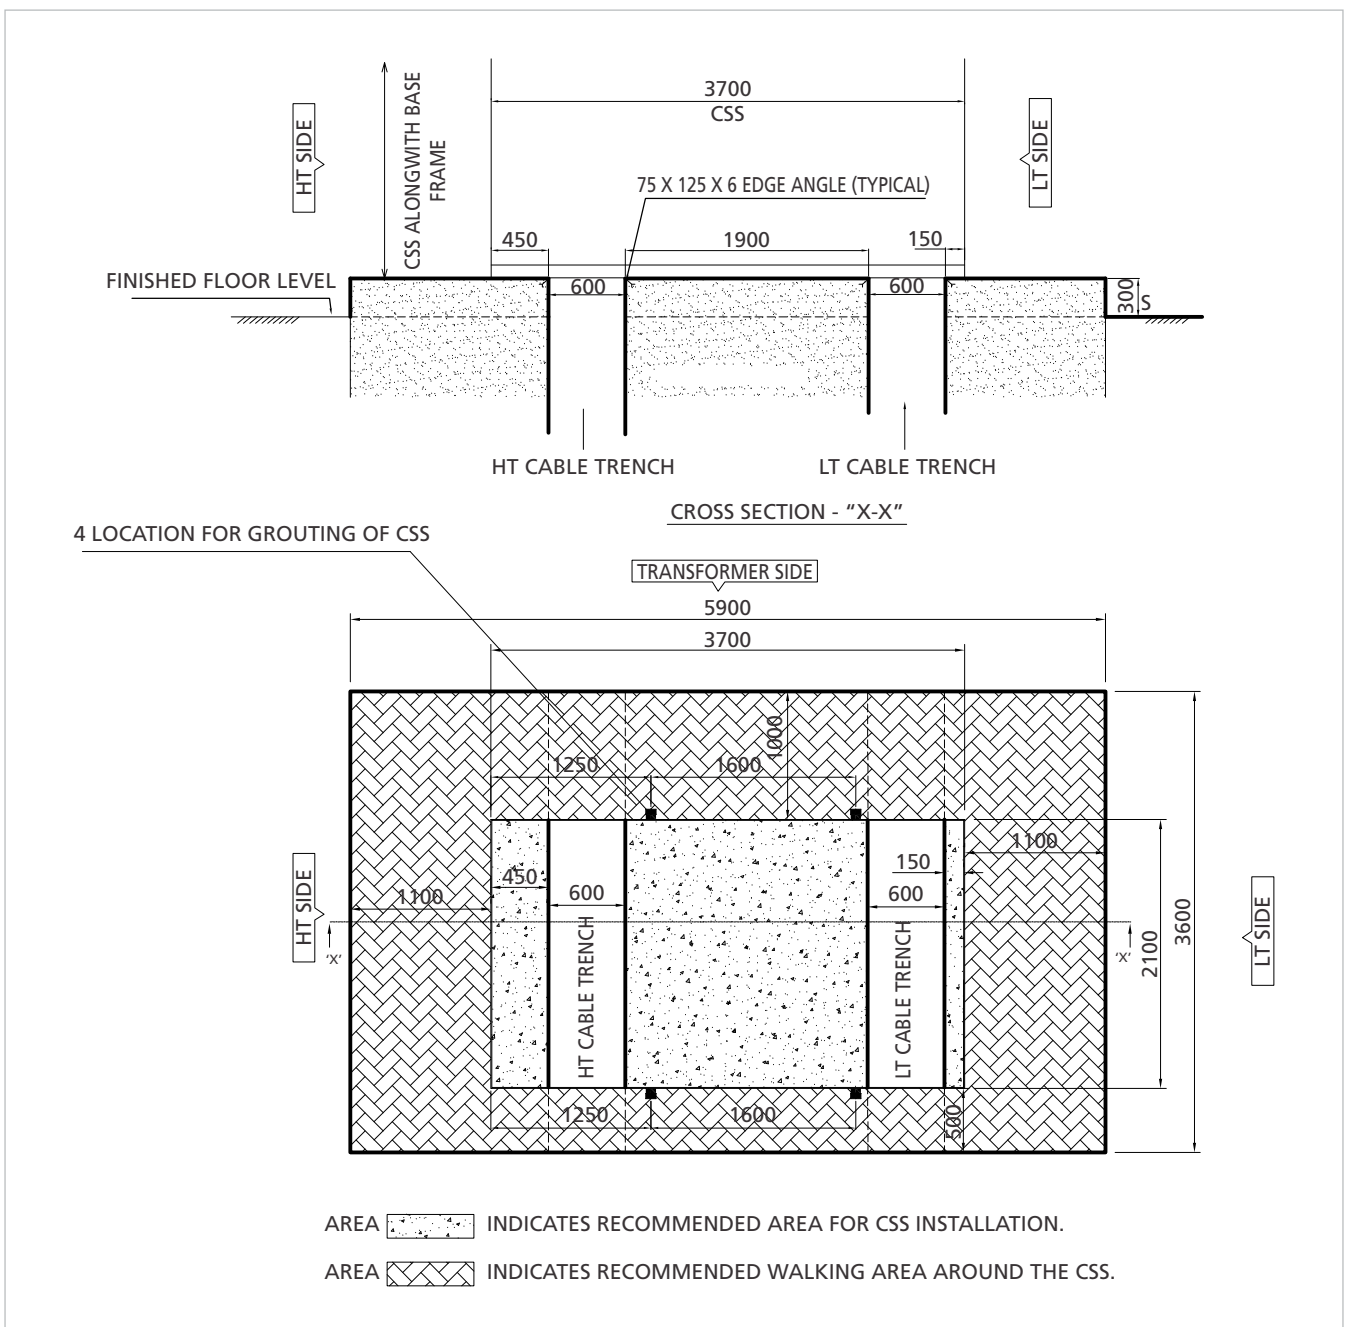 3700
CSS
HT SIDE
CSS ALONGWITH BASE
FRAME
LT SIDE
75 X 125 X 6 EDGE ANGLE (TYPICAL)
450
1900
150
FINISHED FLOOR LEVEL
600
600
300
S
HT CABLE TRENCH
LT CABLE TRENCH
CROSS SECTION - “X-X”
4 LOCATION FOR GROUTING OF CSS
TRANSFORMER SIDE
5900
3700
1000
1250
1600
1100
150
450
600
600
1100
HT SIDE
'X'
HT CABLE TRENCH
LT CABLE TRENCH
'X'
2100
3600
LT SIDE
1250
1600
500
AREA INDICATES RECOMMENDED AREA FOR CSS INSTALLATION.
AREA INDICATES RECOMMENDED WALKING AREA AROUND THE CSS.